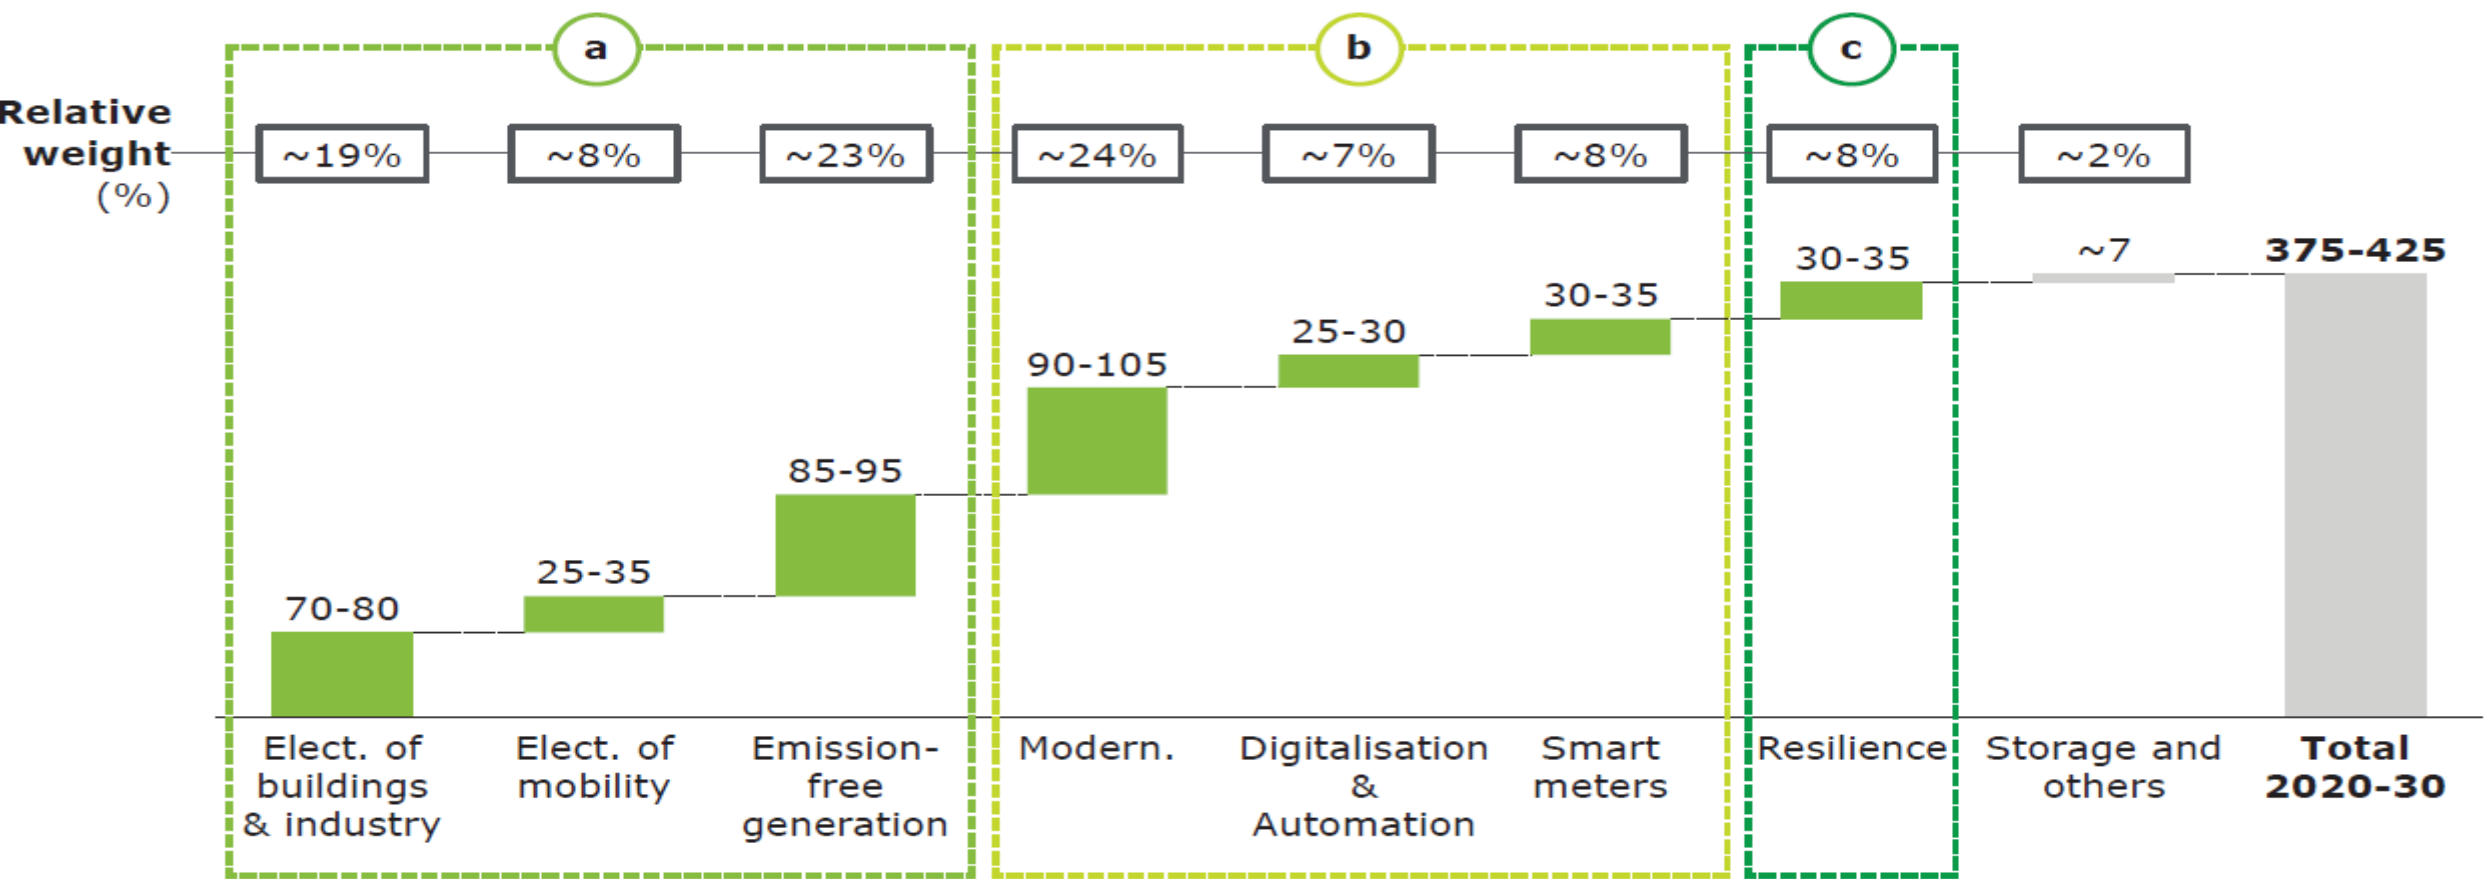 a b c
Relative
weight
(%)
~19% ~8% ~23% ~24% ~7% ~8% ~8% ~2%
70-80
25-35
85-95
90-105
25-30
30-35
30-35
~7
375-425
Elect. of
buildings
& industry
Elect. of
mobility
Emission-
free
generation
Modern.
Digitalisation
&
Automation
Smart
meters
Resilience
Storage and
others
Total
2020-30